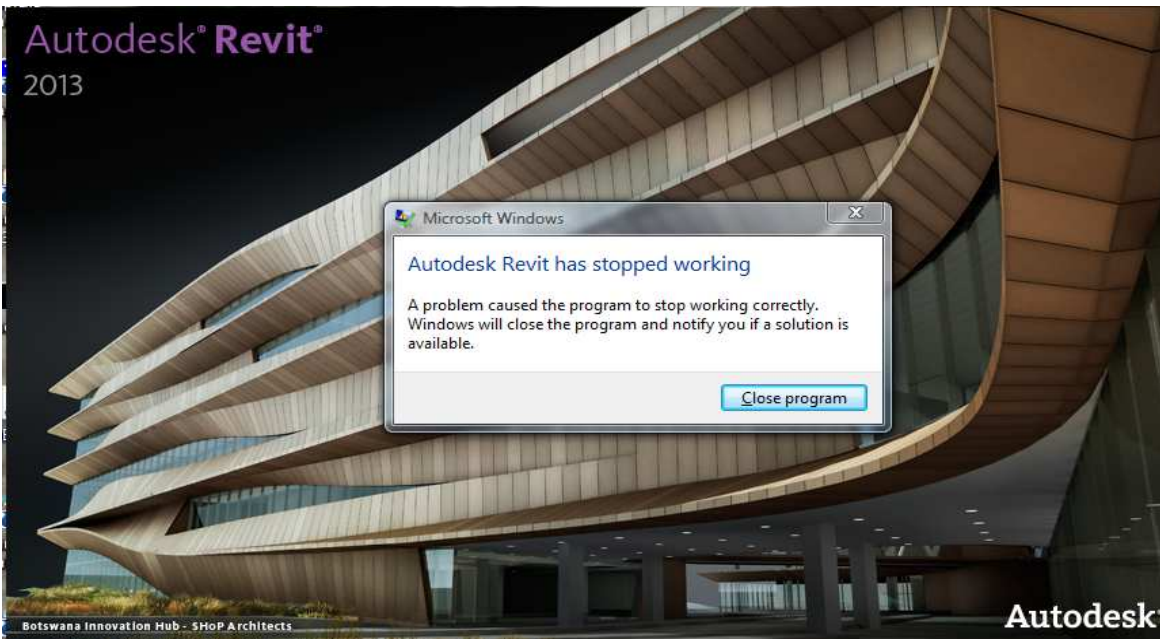 Autodesk® Revit®
2013
Microsoft Windows
Autodesk Revit has stopped working
A problem caused the program to stop working correctly.
Windows will close the program and notify you if a solution is
available.
Close program
Botswana Innovation Hub - SHoP Architects
Autodesk